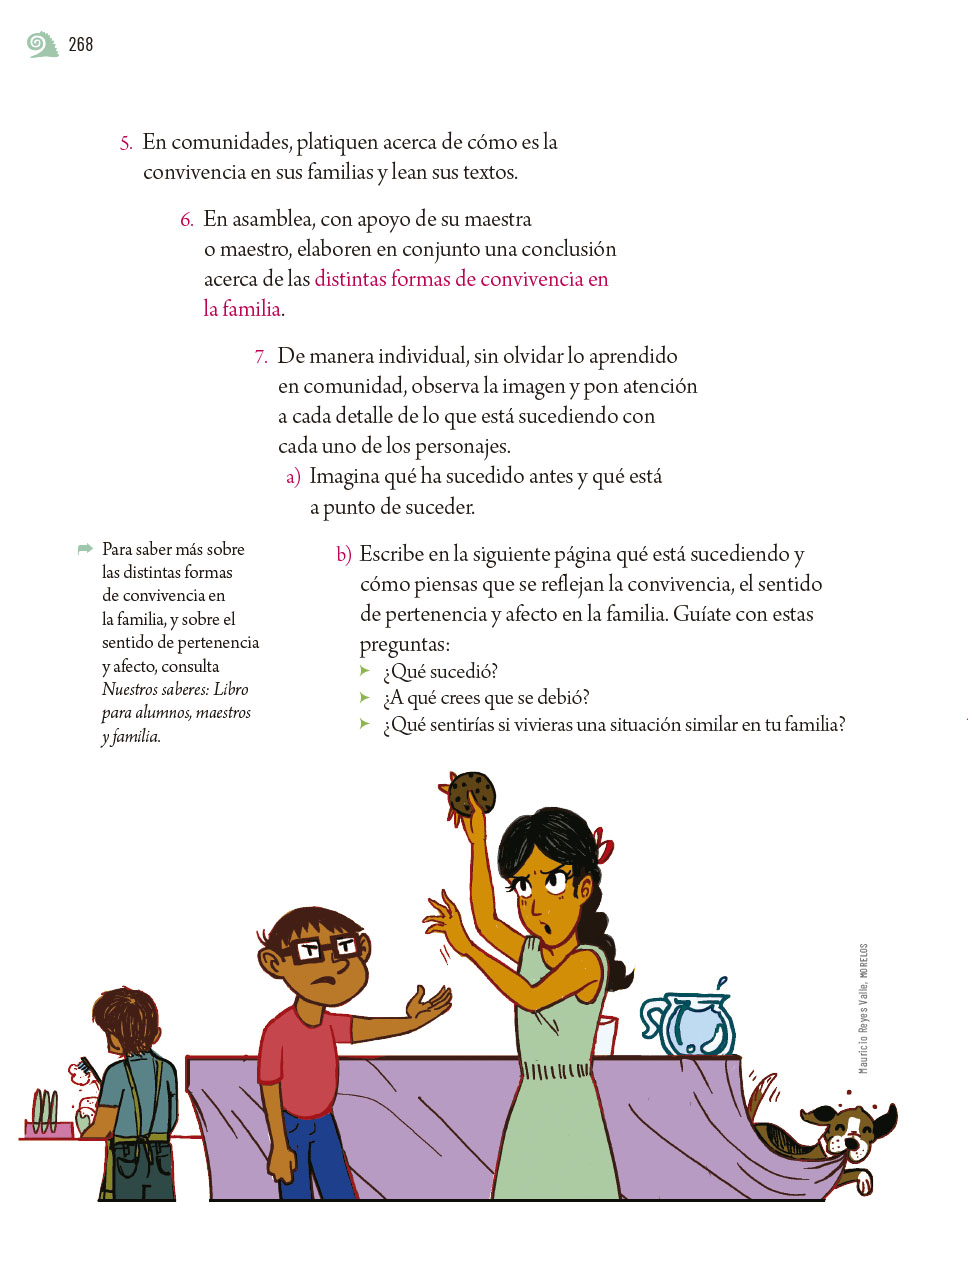 268
5. En comunidades, platiquen acerca de cómo es la
convivencia en sus familias y lean sus textos.
6. En asamblea, con apoyo de su maestra
o maestro, elaboren en conjunto una conclusión
acerca de las distintas formas de convivencia en
la familia.
7. De manera individual, sin olvidar lo aprendido
en comunidad, observa la imagen y pon atención
a cada detalle de lo que está sucediendo con
cada uno de los personajes.
a) Imagina qué ha sucedido antes y qué está
a punto de suceder.
b) Escribe en la siguiente página qué está sucediendo y
cómo piensas que se reflejan la convivencia, el sentido
de pertenencia y afecto en la familia. Guíate con estas
preguntas:
¿Qué sucedió?
¿A qué crees que se debió?
¿Qué sentirías si vivieras una situación similar en tu familia?
Para saber más sobre
las distintas formas
de convivencia en
la familia, y sobre el
sentido de pertenencia
y afecto, consulta
Nuestros saberes: Libro
para alumnos, maestros
y familia.
Mauricio Reyes Valle, MORELOS